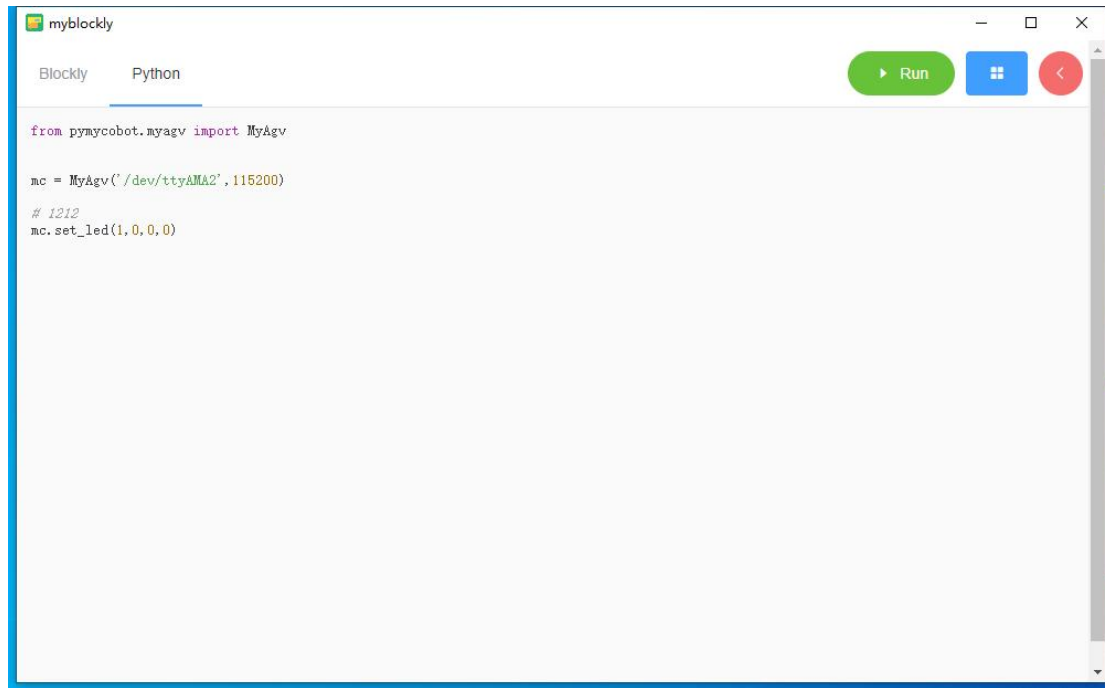 myblockly
Blockly Python Run
from pymycobot.myagv import MyAgv
mc = MyAgv('/dev/ttyAMA2',115200)
# 1212
mc.set_led(1,0,0,0)